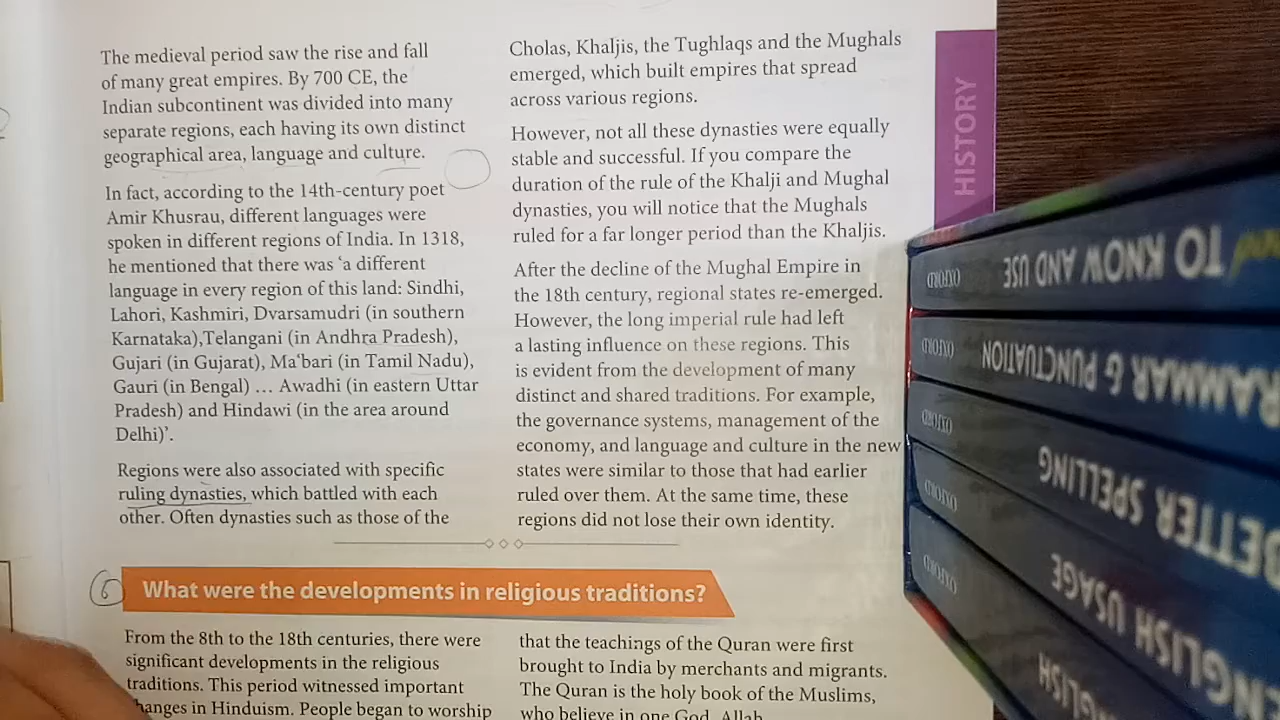 The medieval period saw the rise and fall
of many great empires. By 700 CE, the
Indian subcontinent was divided into many
separate regions, each having its own distinct
geographical area, language and culture.
In fact, according to the 14th-century poet
Amir Khusrau, different languages were
spoken in different regions of India. In 1318,
he mentioned that there was ‘a different
language in every region of this land: Sindhi,
Lahori, Kashmiri, Dvarsamudri (in southern
Karnataka),Telangani (in Andhra Pradesh),
Gujari (in Gujarat), Ma‘bari (in Tamil Nadu),
Gauri (in Bengal) ... Awadhi (in eastern Uttar
Pradesh) and Hindawi (in the area around
Delhi)’.
Regions were also associated with specific
ruling dynasties, which battled with each
other. Often dynasties such as those of the
Cholas, Khaljis, the Tughlaqs and the Mughals
emerged, which built empires that spread
across various regions.
However, not all these dynasties were equally
stable and successful. If you compare the
duration of the rule of the Khalji and Mughal
dynasties, you will notice that the Mughals
ruled for a far longer period than the Khaljis.
After the decline of the Mughal Empire in
the 18th century, regional states re-emerged.
However, the long imperial rule had left
a lasting influence on these regions. This
is evident from the development of many
distinct and shared traditions. For example,
the governance systems, management of the
economy, and language and culture in the new
states were similar to those that had earlier
ruled over them. At the same time, these
regions did not lose their own identity.
6
What were the developments in religious traditions?
From the 8th to the 18th centuries, there were
significant developments in the religious
traditions. This period witnessed important
hanges in Hinduism. People began to worship
that the teachings of the Quran were first
brought to India by merchants and migrants.
The Quran is the holy book of the Muslims,
who believe in one God, Allah.
HISTORY
TO KNOW AND USE OXFORD
RAMMAR & PUNCTUATION OXFORD
BETTER SPELLING OXFORD
ENGLISH USAGE OXFORD
GLISH OXFORD